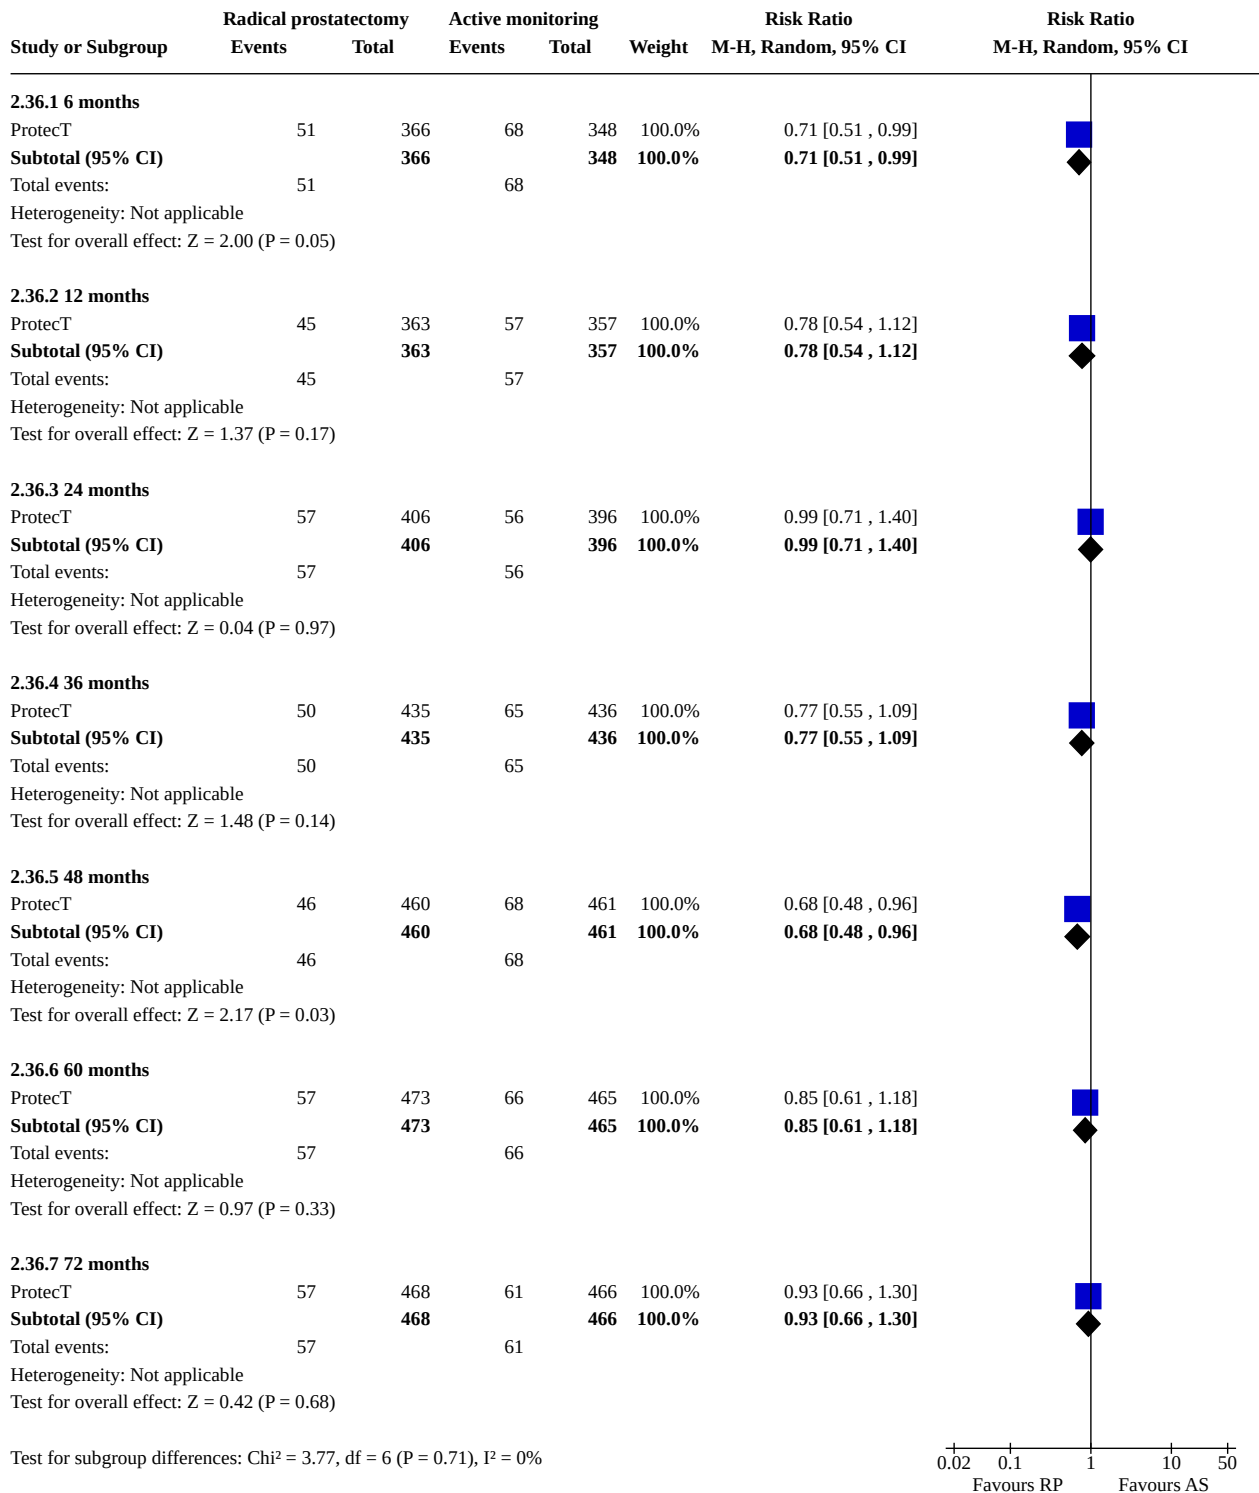 Radical prostatectomy Active monitoring Risk Ratio Risk Ratio
Study or Subgroup Events Total Events Total Weight M-H, Random, 95% CI M-H, Random, 95% CI
2.36.1 6 months
ProtecT 51 366 68 348 100.0% 0.71 [0.51 , 0.99]
Subtotal (95% CI) 366 348 100.0% 0.71 [0.51 , 0.99]
Total events: 51 68
Heterogeneity: Not applicable
Test for overall effect: Z = 2.00 (P = 0.05)
2.36.2 12 months
ProtecT 45 363 57 357 100.0% 0.78 [0.54 , 1.12]
Subtotal (95% CI) 363 357 100.0% 0.78 [0.54 , 1.12]
Total events: 45 57
Heterogeneity: Not applicable
Test for overall effect: Z = 1.37 (P = 0.17)
2.36.3 24 months
ProtecT 57 406 56 396 100.0% 0.99 [0.71 , 1.40]
Subtotal (95% CI) 406 396 100.0% 0.99 [0.71 , 1.40]
Total events: 57 56
Heterogeneity: Not applicable
Test for overall effect: Z = 0.04 (P = 0.97)
2.36.4 36 months
ProtecT 50 435 65 436 100.0% 0.77 [0.55 , 1.09]
Subtotal (95% CI) 435 436 100.0% 0.77 [0.55 , 1.09]
Total events: 50 65
Heterogeneity: Not applicable
Test for overall effect: Z = 1.48 (P = 0.14)
2.36.5 48 months
ProtecT 46 460 68 461 100.0% 0.68 [0.48 , 0.96]
Subtotal (95% CI) 460 461 100.0% 0.68 [0.48 , 0.96]
Total events: 46 68
Heterogeneity: Not applicable
Test for overall effect: Z = 2.17 (P = 0.03)
2.36.6 60 months
ProtecT 57 473 66 465 100.0% 0.85 [0.61 , 1.18]
Subtotal (95% CI) 473 465 100.0% 0.85 [0.61 , 1.18]
Total events: 57 66
Heterogeneity: Not applicable
Test for overall effect: Z = 0.97 (P = 0.33)
2.36.7 72 months
ProtecT 57 468 61 466 100.0% 0.93 [0.66 , 1.30]
Subtotal (95% CI) 468 466 100.0% 0.93 [0.66 , 1.30]
Total events: 57 61
Heterogeneity: Not applicable
Test for overall effect: Z = 0.42 (P = 0.68)
Test for subgroup differences: Chi² = 3.77, df = 6 (P = 0.71), I² = 0%
0.02 0.1 1 10 50
Favours RP Favours AS